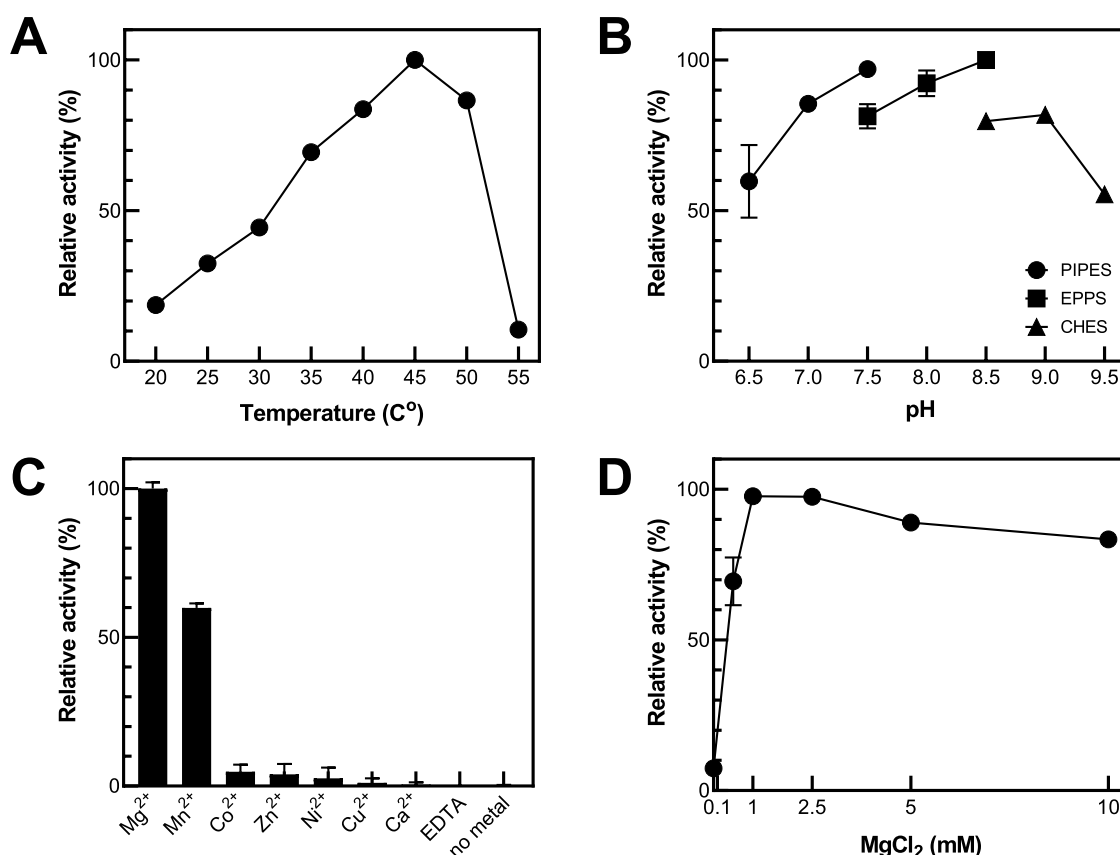 A
Relative activity (%)
100
50
0
20 25 30 35 40 45 50 55
Temperature (Cº)
B
Relative activity (%)
100
50
0
6.5 7.0 7.5 8.0 8.5 9.0 9.5
pH
PIPES
EPPS
CHES
C
Relative activity (%)
100
50
0
Mg²⁺
Mn²⁺
Co²⁺
Zn²⁺
Ni²⁺
Cu²⁺
Ca²⁺
EDTA
no metal
D
Relative activity (%)
100
50
0
0.1 1 2.5 5 10
MgCl₂ (mM)